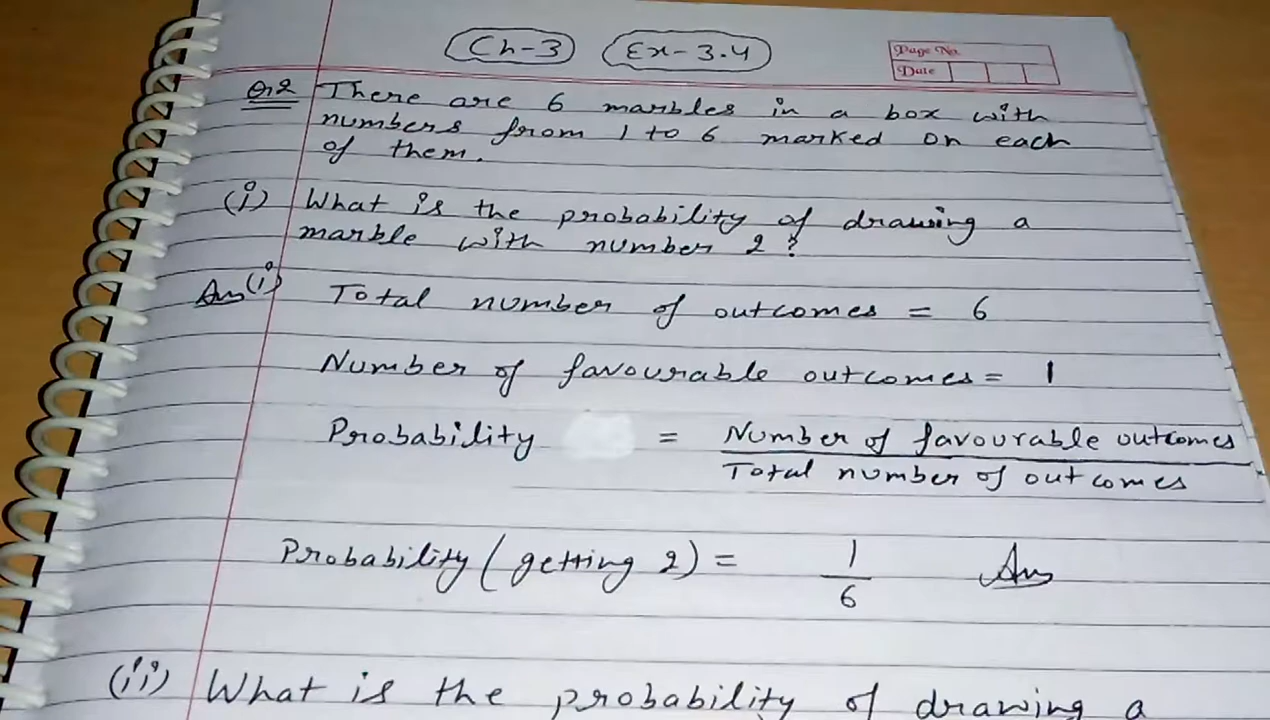 Ch-3 Ex-3.4
Page No.
Date
Qn2 There are 6 marbles in a box with
numbers from 1 to 6 marked on each
of them.
(i) What is the probability of drawing a
marble with number 2?
Ans(i) Total number of outcomes = 6
Number of favourable outcomes = 1
Probability = Number of favourable outcomes
Total number of outcomes
Probability (getting 2) = 1/6 Ans
(ii) What is the probability of drawing a